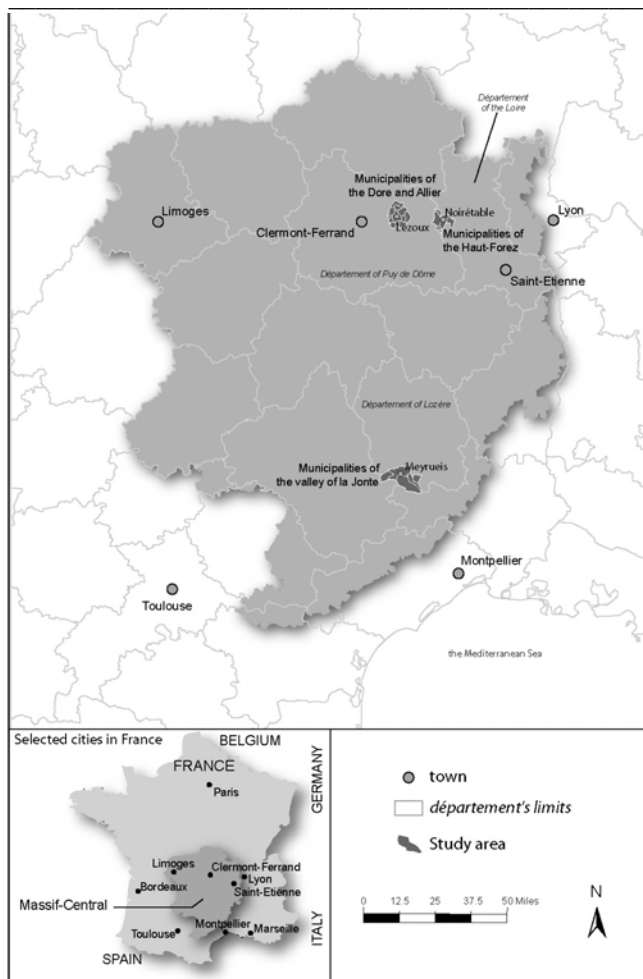 Département
of the Loire
Municipalities of
the Dore and Allier
Noirétable
Lezoux
Municipalities of
the Haut-Forez
Limoges
Clermont-Ferrand
Lyon
Saint-Etienne
Département of Puy de Dôme
Département of Lozére
Meyrueis
Municipalities of
the valley of la Jonte
Montpellier
Toulouse
the Mediterranean Sea
Selected cities in France
BELGIUM
FRANCE
GERMANY
Paris
Limoges
Clermont-Ferrand
Lyon
Saint-Etienne
Bordeaux
Massif-Central
Montpellier
Marseille
Toulouse
ITALY
SPAIN
town
département's limits
Study area
0 12.5 25 37.5 50 Miles
N